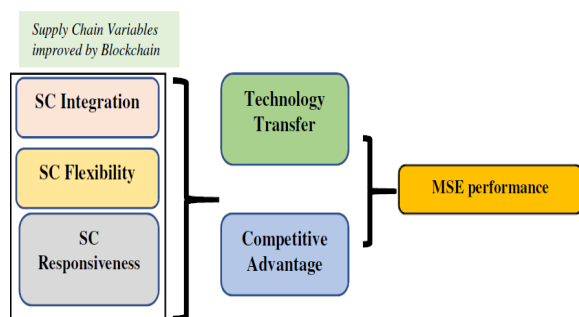 Supply Chain Variables
improved by Blockchain
SC Integration
SC Flexibility
SC
Responsiveness
Technology
Transfer
Competitive
Advantage
MSE performance